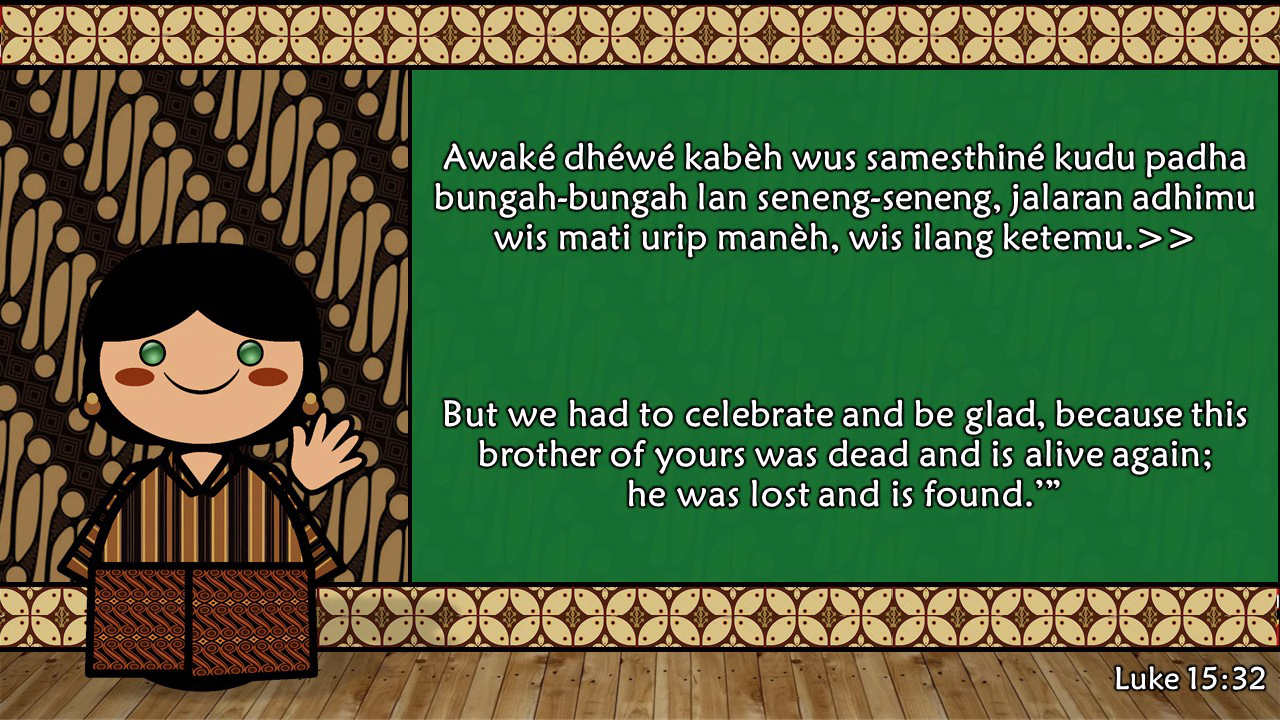 Àwaké dhéwé kabèh wus samesthiné kudu padha
bungah-bungah lan seneng-seneng, jalaran adhimu
wis mati urip manèh, wis ilang ketemu.>>
But we had to celebrate and be glad, because this
brother of yours was dead and is alive again;
he was lost and is found.’”
Luke 15:32